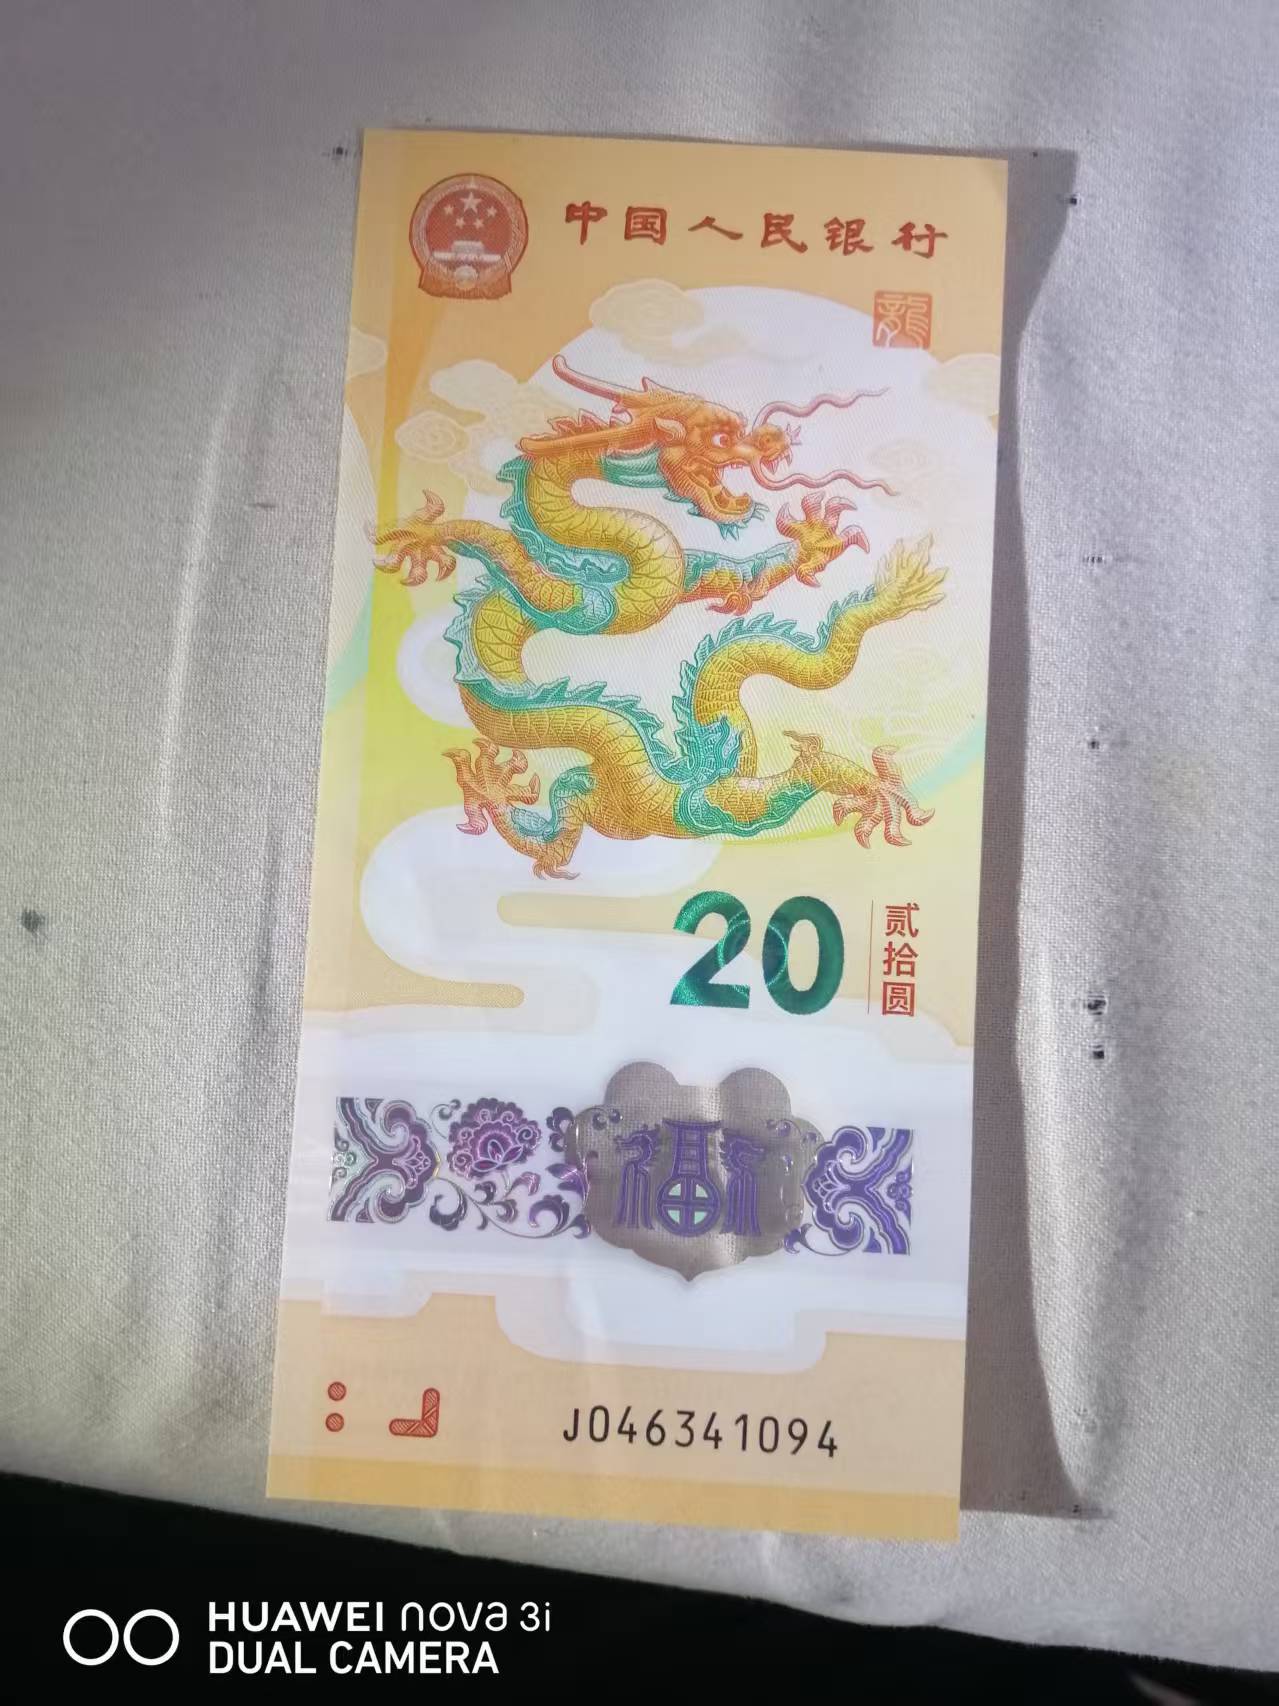 中国人民银行
龍
20
贰拾圆
福
J046341094
HUAWEI nova 3i
DUAL CAMERA